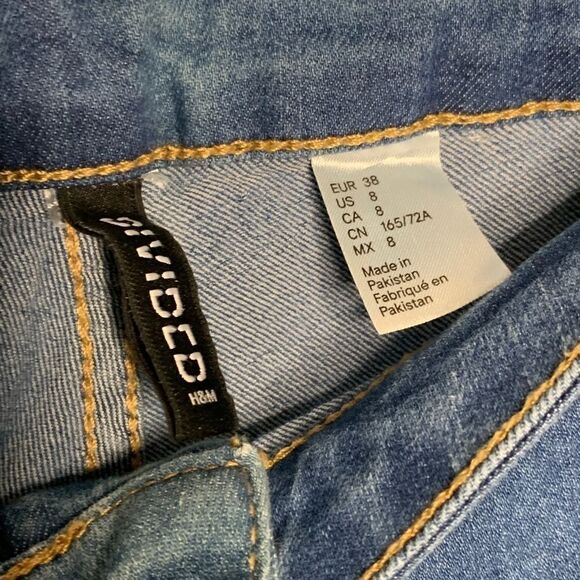 DIVIDED
H&M
EUR 38
US 8
CA 8
CN 165/72A
MX 8
Made in
Pakistan
Fabriqué en
Pakistan